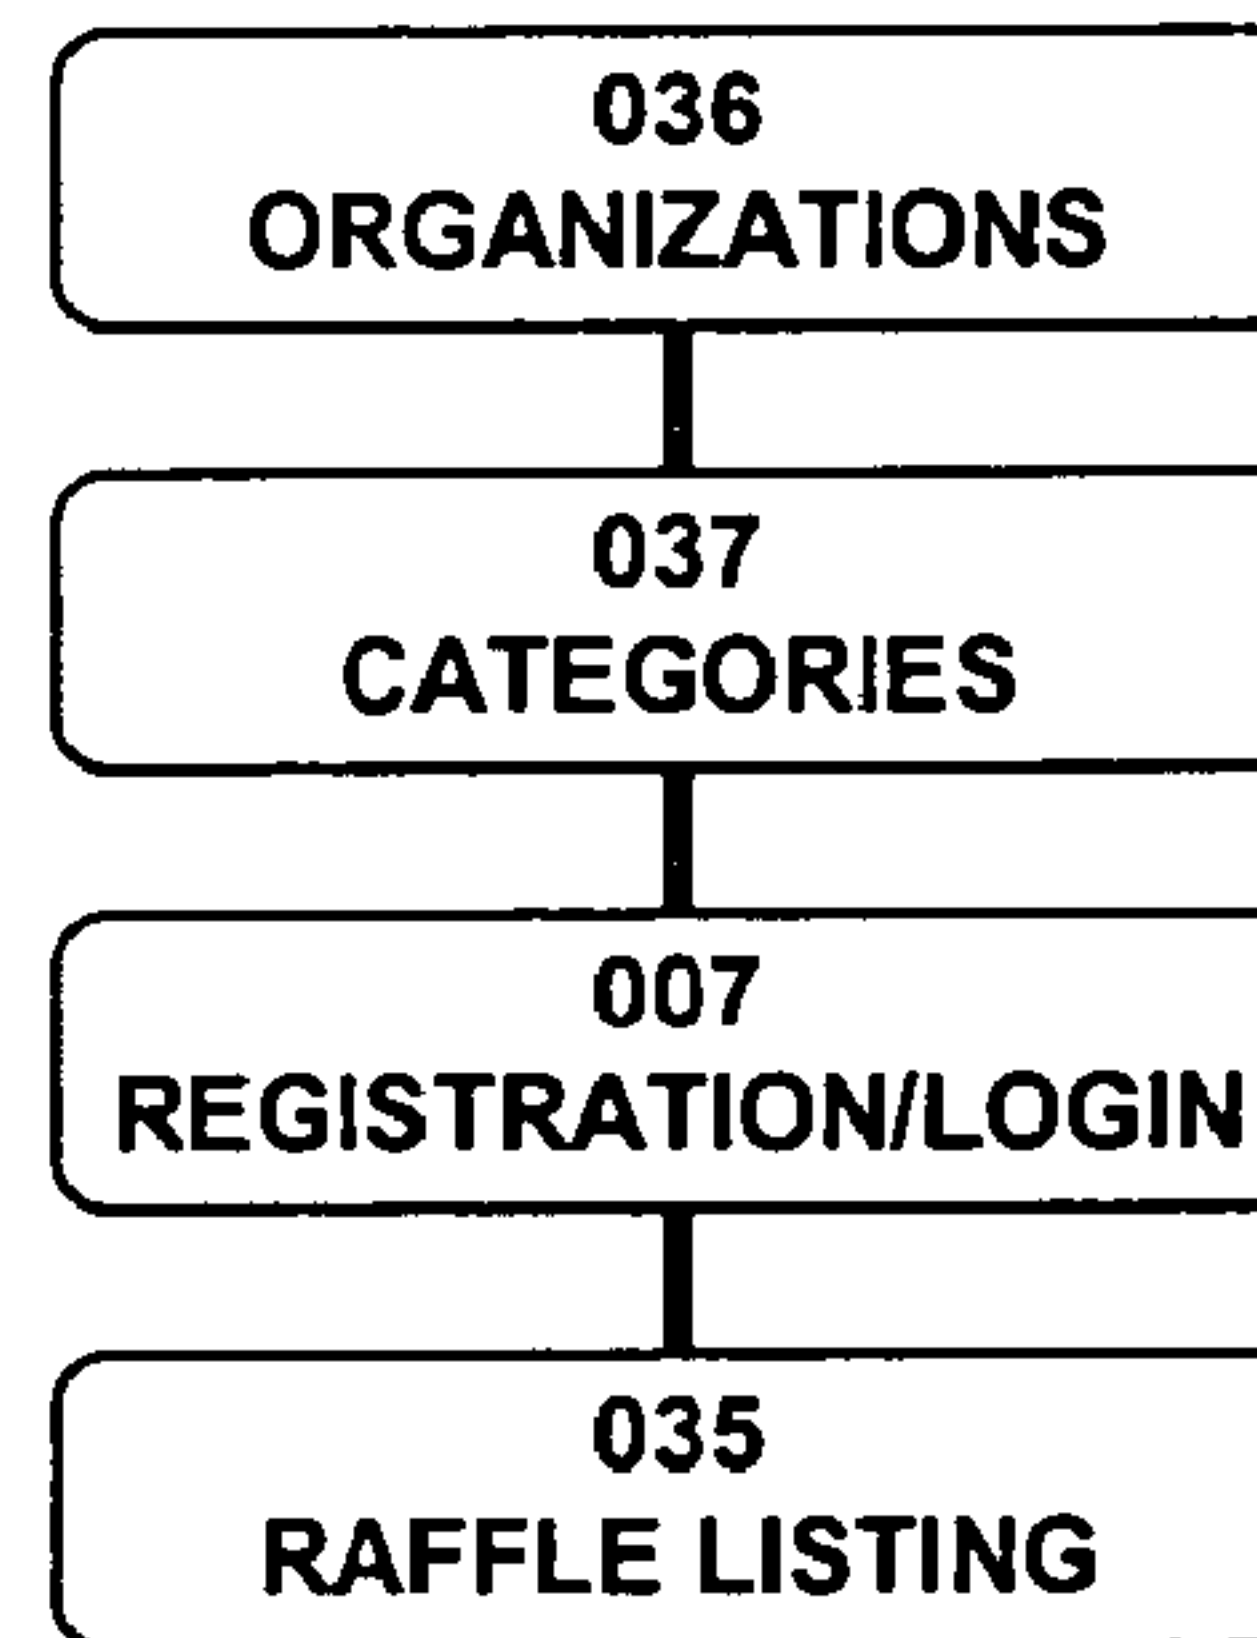 036
ORGANIZATIONS
037
CATEGORIES
007
REGISTRATION/LOGIN
035
RAFFLE LISTING